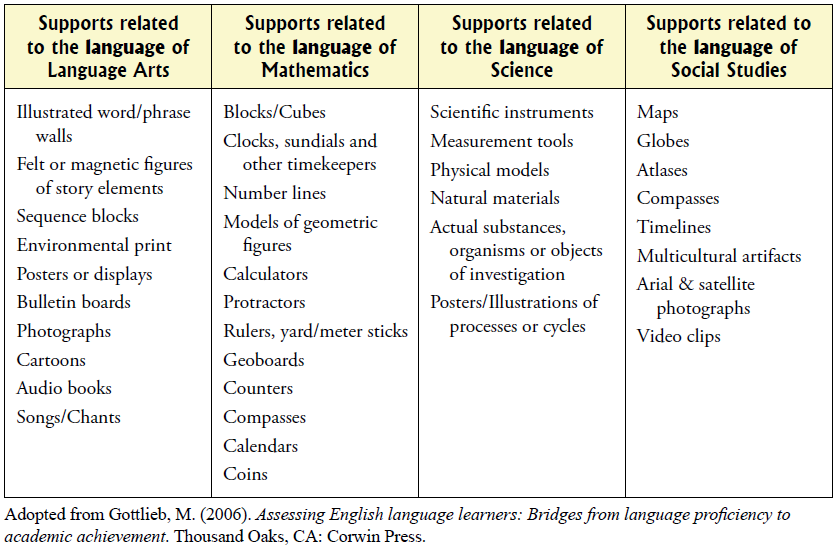 Supports related
to the language of
Language Arts
Illustrated word/phrase
walls
Felt or magnetic figures
of story elements
Sequence blocks
Environmental print
Posters or displays
Bulletin boards
Photographs
Cartoons
Audio books
Songs/Chants
Supports related
to the language of
Mathematics
Blocks/Cubes
Clocks, sundials and
other timekeepers
Number lines
Models of geometric
figures
Calculators
Protractors
Rulers, yard/meter sticks
Geoboards
Counters
Compasses
Calendars
Coins
Supports related
to the language of
Science
Scientific instruments
Measurement tools
Physical models
Natural materials
Actual substances,
organisms or objects
of investigation
Posters/Illustrations of
processes or cycles
Supports related to
the language of
Social Studies
Maps
Globes
Atlases
Compasses
Timelines
Multicultural artifacts
Arial & satellite
photographs
Video clips
Adopted from Gottlieb, M. (2006). Assessing English language learners: Bridges from language proficiency to
academic achievement. Thousand Oaks, CA: Corwin Press.